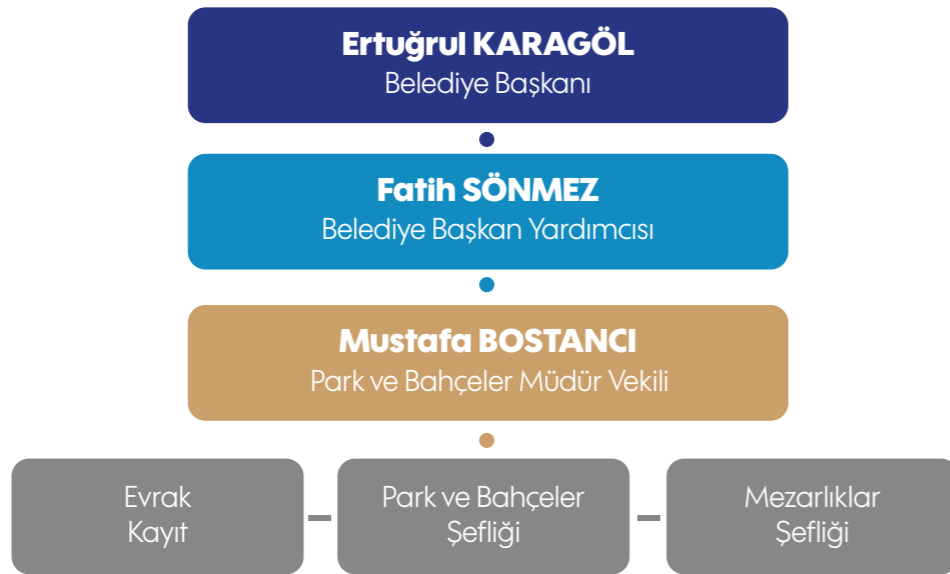 Ertuğrul KARAGÖL
Belediye Başkanı
Fatih SÖNMEZ
Belediye Başkan Yardımcısı
Mustafa BOSTANCI
Park ve Bahçeler Müdür Vekili
Evrak
Kayıt
Park ve Bahçeler
Şefliği
Mezarlıklar
Şefliği